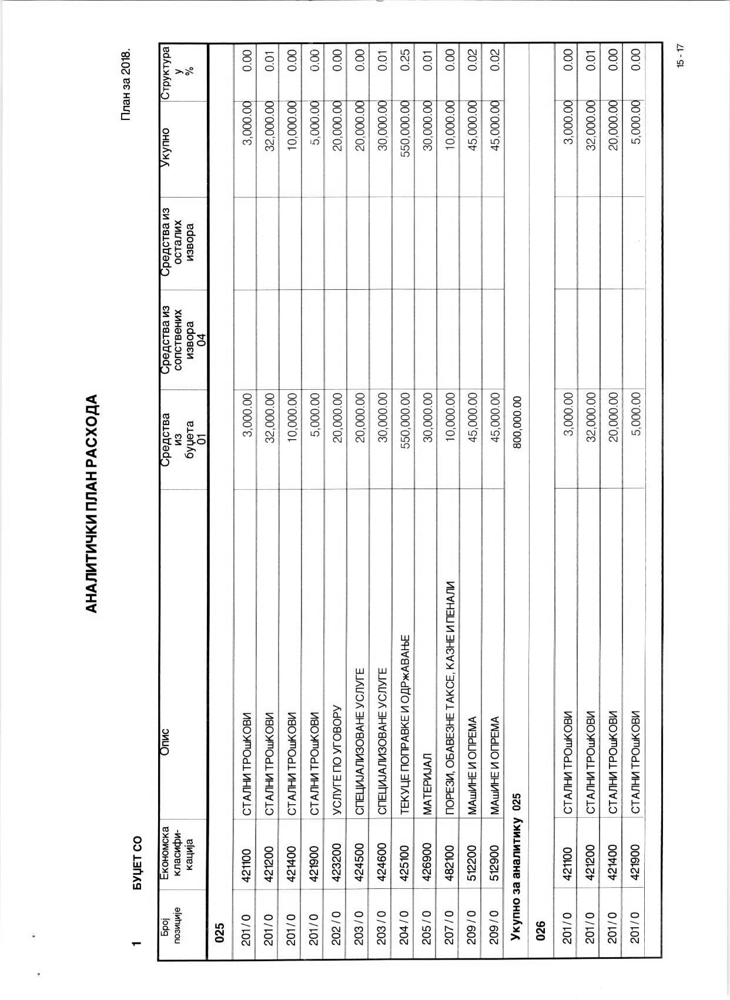 АНАЛИТИЧКИ ПЛАН РАСХОДА
План за 2018.
1 БУЏЕТ СО
Број позиције Економска класифи-кација Опис Средства из буџета 01 Средства из сопствених извора 04 Средства из осталих извора Укупно Структура у %
025
201 / 0 421100 СТАЛНИ ТРОшКОВИ 3,000.00 3,000.00 0.00
201 / 0 421200 СТАЛНИ ТРОшКОВИ 32,000.00 32,000.00 0.01
201 / 0 421400 СТАЛНИ ТРОшКОВИ 10,000.00 10,000.00 0.00
201 / 0 421900 СТАЛНИ ТРОшКОВИ 5,000.00 5,000.00 0.00
202 / 0 423200 УСЛУГЕ ПО УГОВОРУ 20,000.00 20,000.00 0.00
203 / 0 424500 СПЕЦИЈАЛИЗОВАНЕ УСЛУГЕ 20,000.00 20,000.00 0.00
203 / 0 424600 СПЕЦИЈАЛИЗОВАНЕ УСЛУГЕ 30,000.00 30,000.00 0.01
204 / 0 425100 ТЕКУЦЕ ПОПРАВКЕ И ОДРжАВАЊЕ 550,000.00 550,000.00 0.25
205 / 0 426900 МАТЕРИЈАЛ 30,000.00 30,000.00 0.01
207 / 0 482100 ПОРЕЗИ, ОБАВЕЗНЕ ТАКСЕ, КАЗНЕ И ПЕНАЛИ 10,000.00 10,000.00 0.00
209 / 0 512200 МАшИНЕ И ОПРЕМА 45,000.00 45,000.00 0.02
209 / 0 512900 МАшИНЕ И ОПРЕМА 45,000.00 45,000.00 0.02
Укупно за аналитику 025 800,000.00
026
201 / 0 421100 СТАЛНИ ТРОшКОВИ 3,000.00 3,000.00 0.00
201 / 0 421200 СТАЛНИ ТРОшКОВИ 32,000.00 32,000.00 0.01
201 / 0 421400 СТАЛНИ ТРОшКОВИ 20,000.00 20,000.00 0.00
201 / 0 421900 СТАЛНИ ТРОшКОВИ 5,000.00 5,000.00 0.00
15 - 17